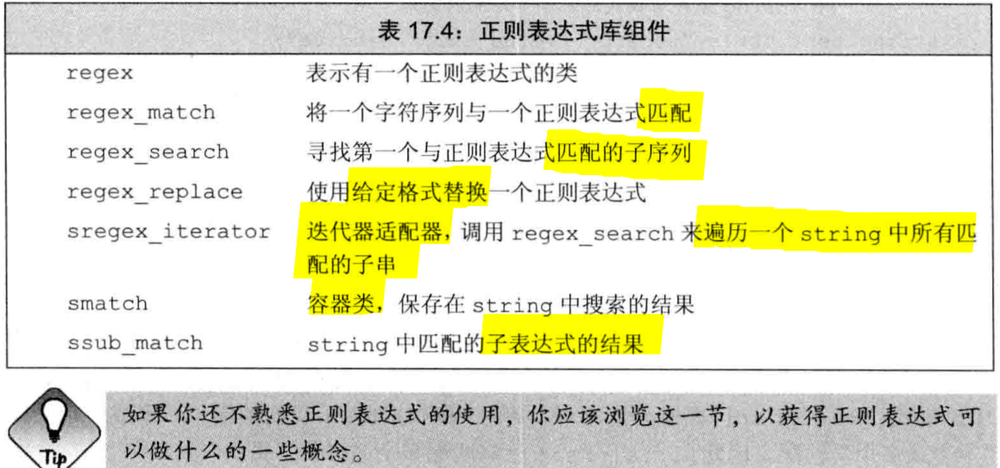 表 17.4：正则表达式库组件
regex 表示有一个正则表达式的类
regex_match 将一个字符序列与一个正则表达式匹配
regex_search 寻找第一个与正则表达式匹配的子序列
regex_replace 使用给定格式替换一个正则表达式
sregex_iterator 迭代器适配器，调用 regex_search 来遍历一个 string 中所有匹
配的子串
smatch 容器类，保存在 string 中搜索的结果
ssub_match string 中匹配的子表达式的结果
Tip
如果你还不熟悉正则表达式的使用，你应该浏览这一节，以获得正则表达式可
以做什么的一些概念。